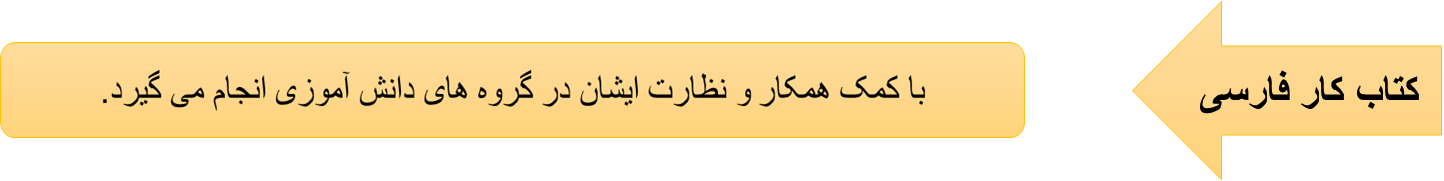 کتاب کار فارسی
با کمک همکار و نظارت ایشان در گروه های دانش آموزی انجام می گیرد.